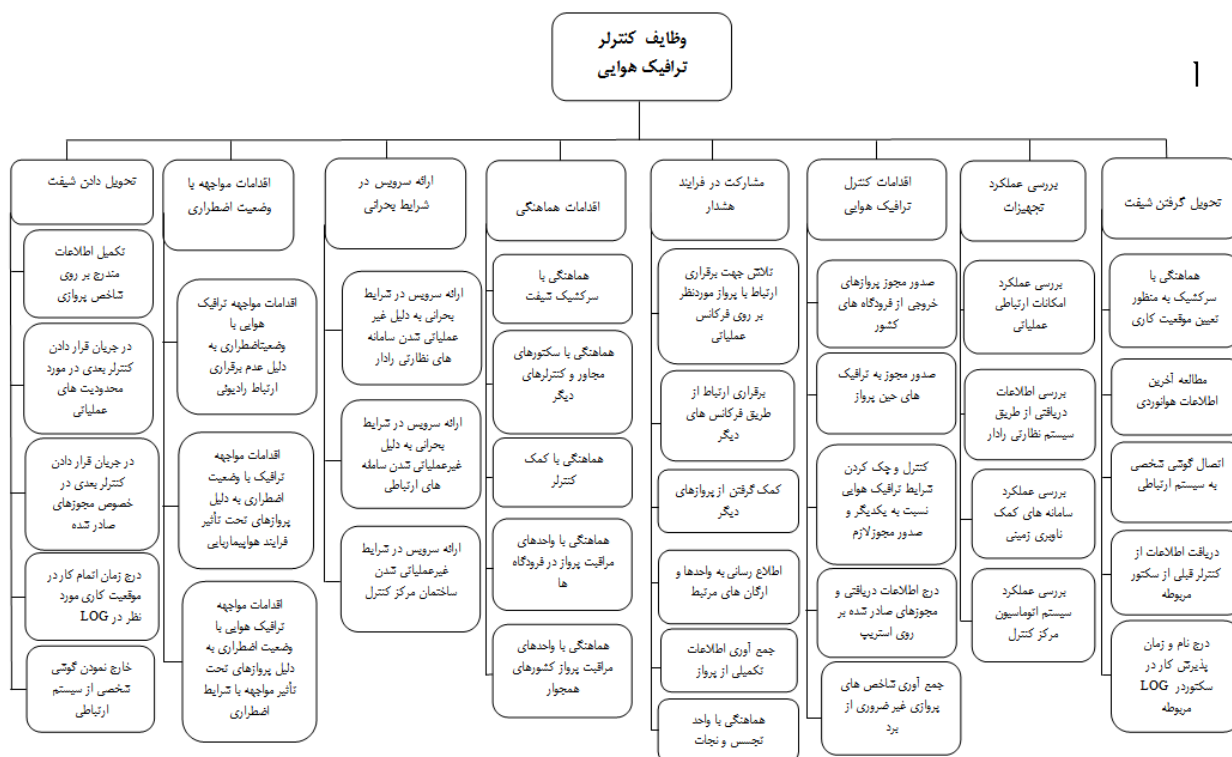 وظایف کنترلر
ترافیک هوایی
1
تحویل گرفتن شیفت
هماهنگی با
سرکشیک به منظور
تعیین موقعیت کاری
مطالعه آخرین
اطلاعات هوانوردی
اتصال گوشی شخصی
به سیستم ارتباطی
دریافت اطلاعات از
کنترلر قبلی از سکتور
مربوطه
درج نام و زمان
پذیرش کار در
سکتوردر LOG
مربوطه
بررسی عملکرد
تجهیزات
بررسی عملکرد
امکانات ارتباطی
عملیاتی
بررسی اطلاعات
دریافتی از طریق
سیستم نظارتی رادار
بررسی عملکرد
سامانه های کمک
ناوبری زمینی
بررسی عملکرد
سیستم اتوماسیون
مرکز کنترل
اقدامات کنترل
ترافیک هوایی
صدور مجوز پروازهای
خروجی از فرودگاه های
کشور
صدور مجوز به ترافیک
های حین پرواز
کنترل و چک کردن
شرایط ترافیک هوایی
نسبت به یکدیگر و
صدور مجوزلازم
درج اطلاعات دریافتی و
مجوزهای صادر شده بر
روی استریپ
جمع آوری شاخص های
پروازی غیر ضروری از
برد
مشارکت در فرایند
هشدار
تلاش جهت برقراری
ارتباط با پرواز موردنظر
بر روی فرکانس
عملیاتی
برقراری ارتباط از
طریق فرکانس های
دیگر
کمک گرفتن از پروازهای
دیگر
اطلاع رسانی به واحدها و
ارگان های مرتبط
جمع آوری اطلاعات
تکمیلی از پرواز
هماهنگی با واحد
تجسس و نجات
اقدامات هماهنگی
هماهنگی با
سرکشیک شیفت
هماهنگی با سکتورهای
مجاور و کنترلرهای
دیگر
هماهنگی با کمک
کنترلر
هماهنگی با واحدهای
مراقبت پرواز در فرودگاه
ها
هماهنگی با واحدهای
مراقبت پرواز کشورهای
همجوار
ارائه سرویس در
شرایط بحرانی
ارائه سرویس در شرایط
بحرانی به دلیل غیر
عملیاتی شدن سامانه
های نظارتی رادار
ارائه سرویس در شرایط
بحرانی به دلیل
غیرعملیاتی شدن سامانه
های ارتباطی
ارائه سرویس در شرایط
غیرعملیاتی شدن
ساختمان مرکز کنترل
اقدامات مواجهه با
وضعیت اضطراری
اقدامات مواجهه ترافیک
هوایی با
وضعیتاضطراری به
دلیل عدم برقراری
ارتباط رادیوئی
اقدامات مواجهه
ترافیک با وضعیت
اضطراری به دلیل
پروازهای تحت تأثیر
فرایند هواپیماربایی
اقدامات مواجهه
ترافیک هوایی با
وضعیت اضطراری به
دلیل پروازهای تحت
تأثیر مواجهه با شرایط
اضطراری
تحویل دادن شیفت
تکمیل اطلاعات
مندرج بر روی
شاخص پروازی
در جریان قرار دادن
کنترلر بعدی در مورد
محدودیت های
عملیاتی
در جریان قرار دادن
کنترلر بعدی در
خصوص مجوزهای
صادر شده
درج زمان اتمام کار در
موقعیت کاری مورد
نظر در LOG
خارج نمودن گوشی
شخصی از سیستم
ارتباطی